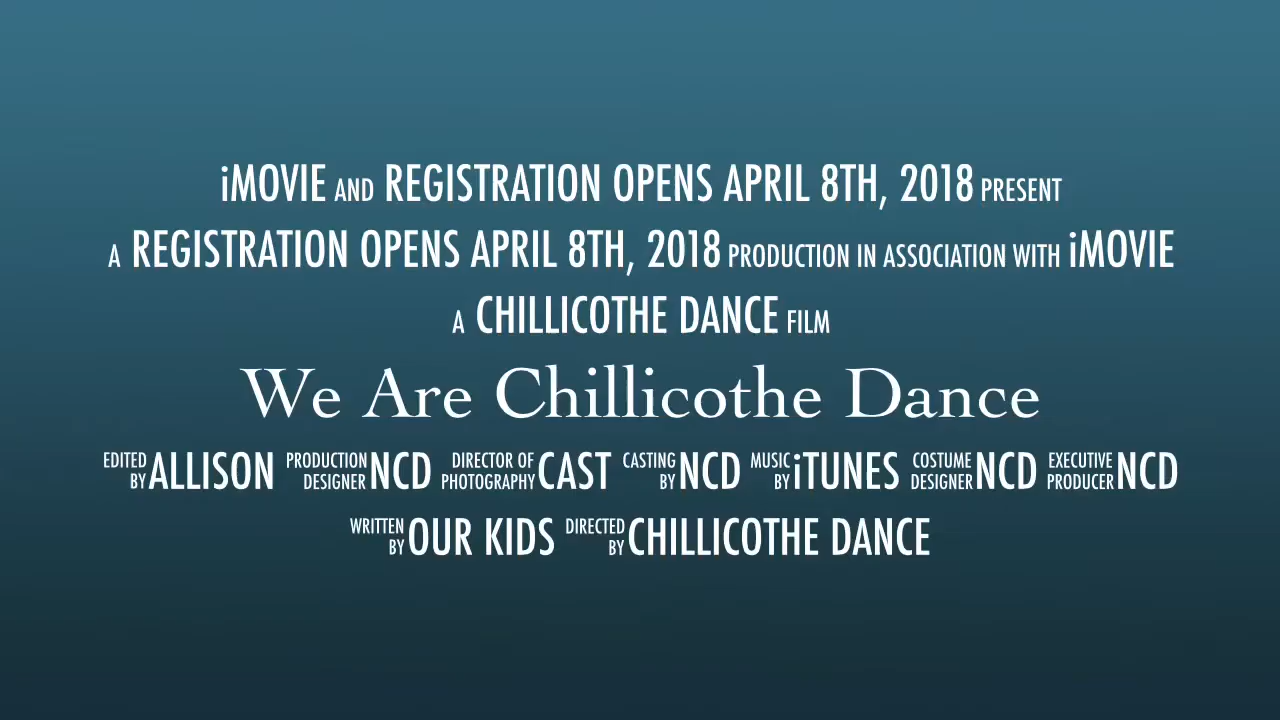 iMOVIE AND REGISTRATION OPENS APRIL 8TH, 2018 PRESENT
A REGISTRATION OPENS APRIL 8TH, 2018 PRODUCTION IN ASSOCIATION WITH iMOVIE
A CHILLICOTHE DANCE FILM
We Are Chillicothe Dance
EDITED BY ALLISON PRODUCTION DESIGNER NCD DIRECTOR OF PHOTOGRAPHY CAST CASTING BY NCD MUSIC BY iTUNES COSTUME DESIGNER NCD EXECUTIVE PRODUCER NCD
WRITTEN BY OUR KIDS DIRECTED BY CHILLICOTHE DANCE